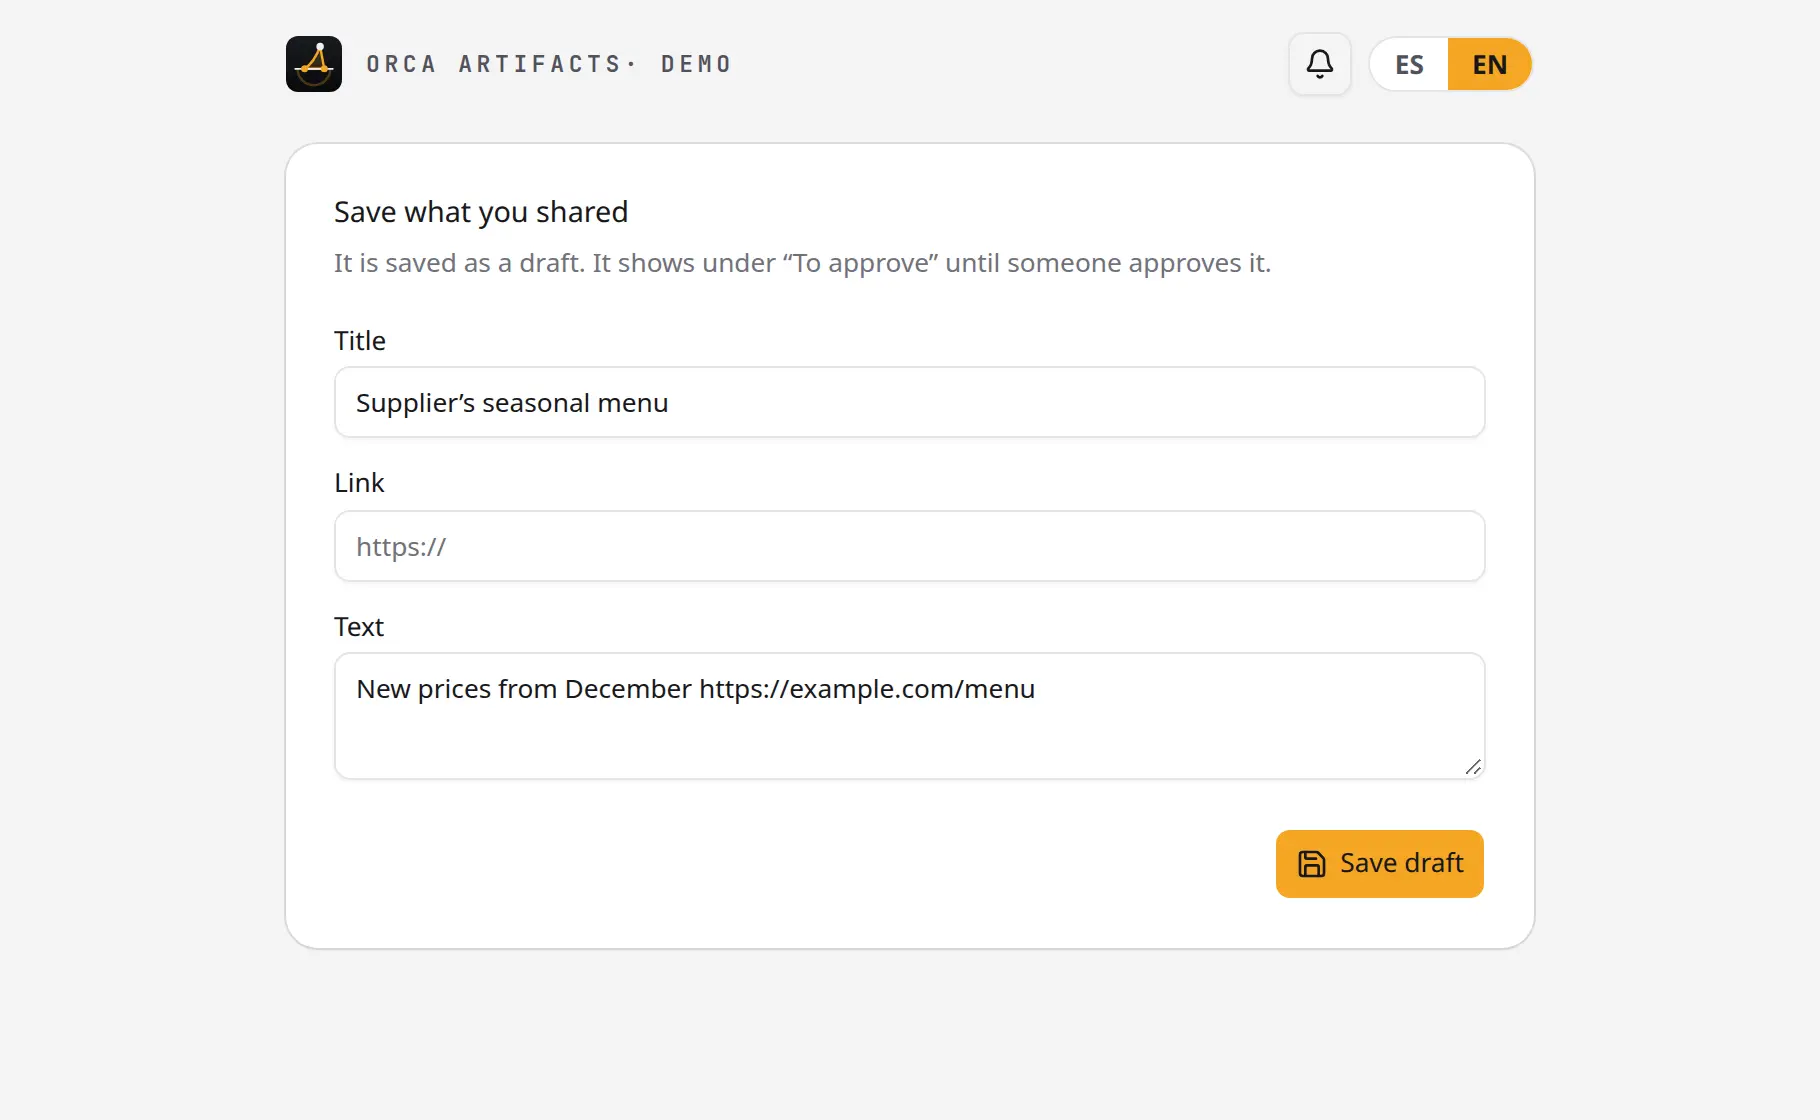 ORCA ARTIFACTS· DEMO
ES
EN
Save what you shared
It is saved as a draft. It shows under “To approve” until someone approves it.
Title
Supplier’s seasonal menu
Link
https://
Text
New prices from December https://example.com/menu
Save draft